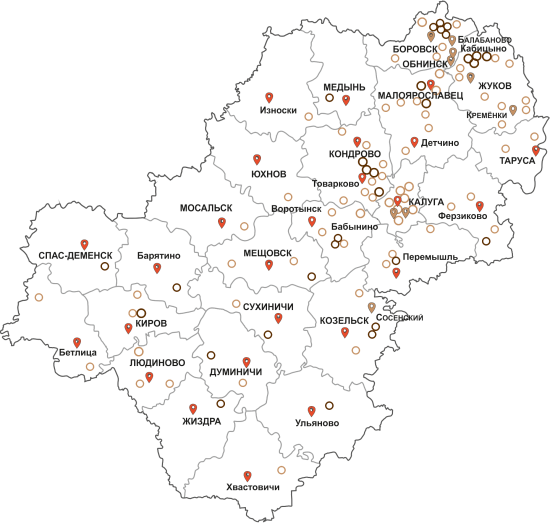 БАЛАБАНОВО
БОРОВСК
Кабицыно
ОБНИНСК
МЕДЫНЬ
ЖУКОВ
МАЛОЯРОСЛАВЕЦ
Износки
КРЕМЁНКИ
Детчино
КОНДРОВО
ТАРУСА
ЮХНОВ
Товарково
КАЛУГА
МОСАЛЬСК
Воротынск
Ферзиково
Бабынино
СПАС-ДЕМЕНСК
Барятино
МЕЩОВСК
Перемышль
СУХИНИЧИ
КИРОВ
КОЗЕЛЬСК
СОСЕНСКИЙ
Бетлица
ЛЮДИНОВО
ДУМИНИЧИ
ЖИЗДРА
Ульяново
Хвастовичи